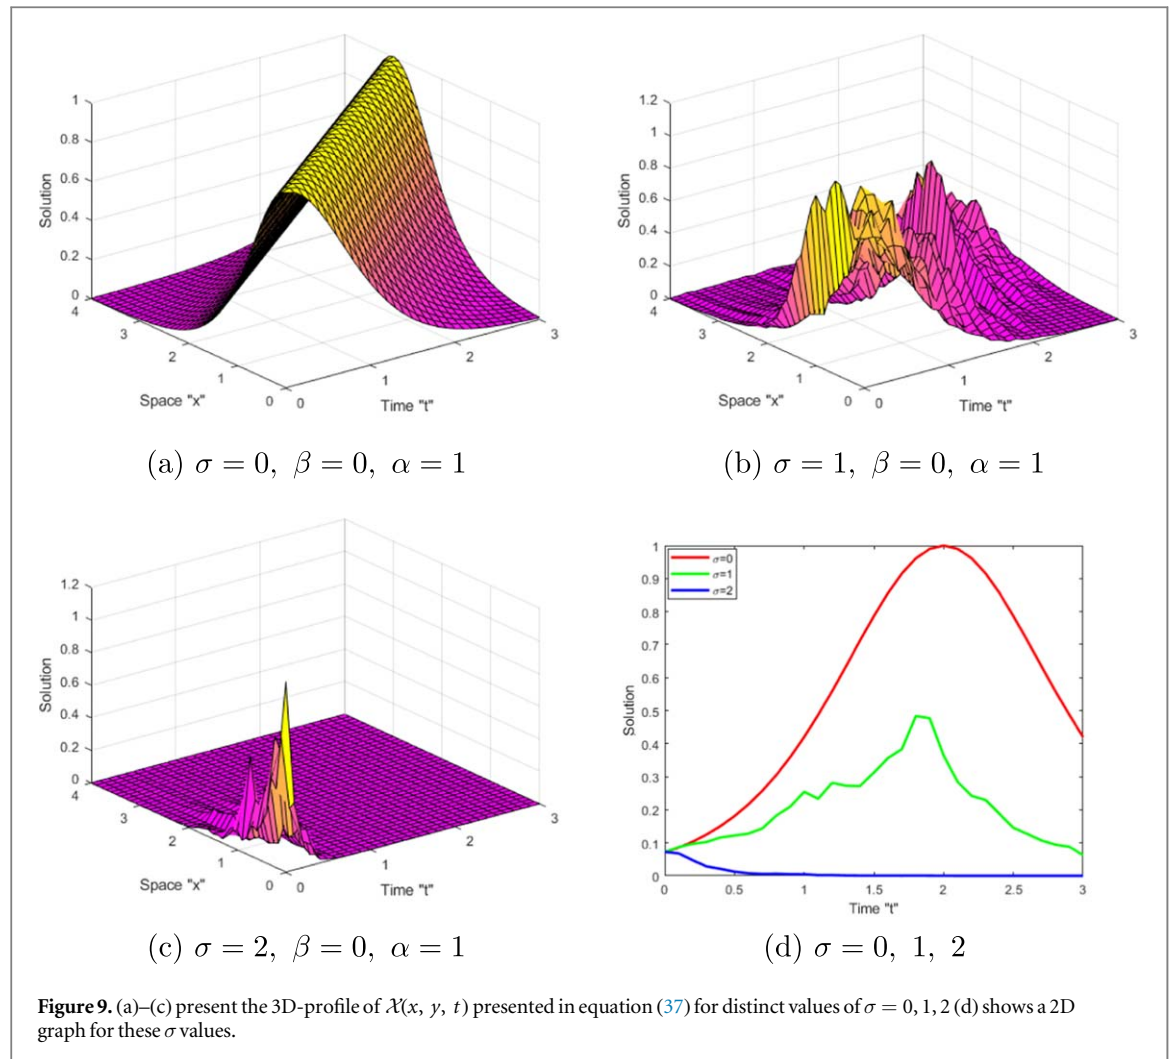 1
0.8
0.6
0.4
0.2
0
Solution
4
3
2
1
0
Space "x"
0
1
2
3
Time "t"
(a) σ = 0, β = 0, α = 1
1.2
1
0.8
0.6
0.4
0.2
0
Solution
4
3
2
1
0
Space "x"
0
1
2
3
Time "t"
(b) σ = 1, β = 0, α = 1
1.2
1
0.8
0.6
0.4
0.2
0
Solution
4
3
2
1
0
Space "x"
0
1
2
3
Time "t"
(c) σ = 2, β = 0, α = 1
σ=0
σ=1
σ=2
1
0.9
0.8
0.7
0.6
0.5
0.4
0.3
0.2
0.1
0
Solution
0 0.5 1 1.5 2 2.5 3
Time "t"
(d) σ = 0, 1, 2
Figure 9. (a)–(c) present the 3D-profile of 𝒳(x, y, t) presented in equation (37) for distinct values of σ = 0, 1, 2 (d) shows a 2D
graph for these σ values.